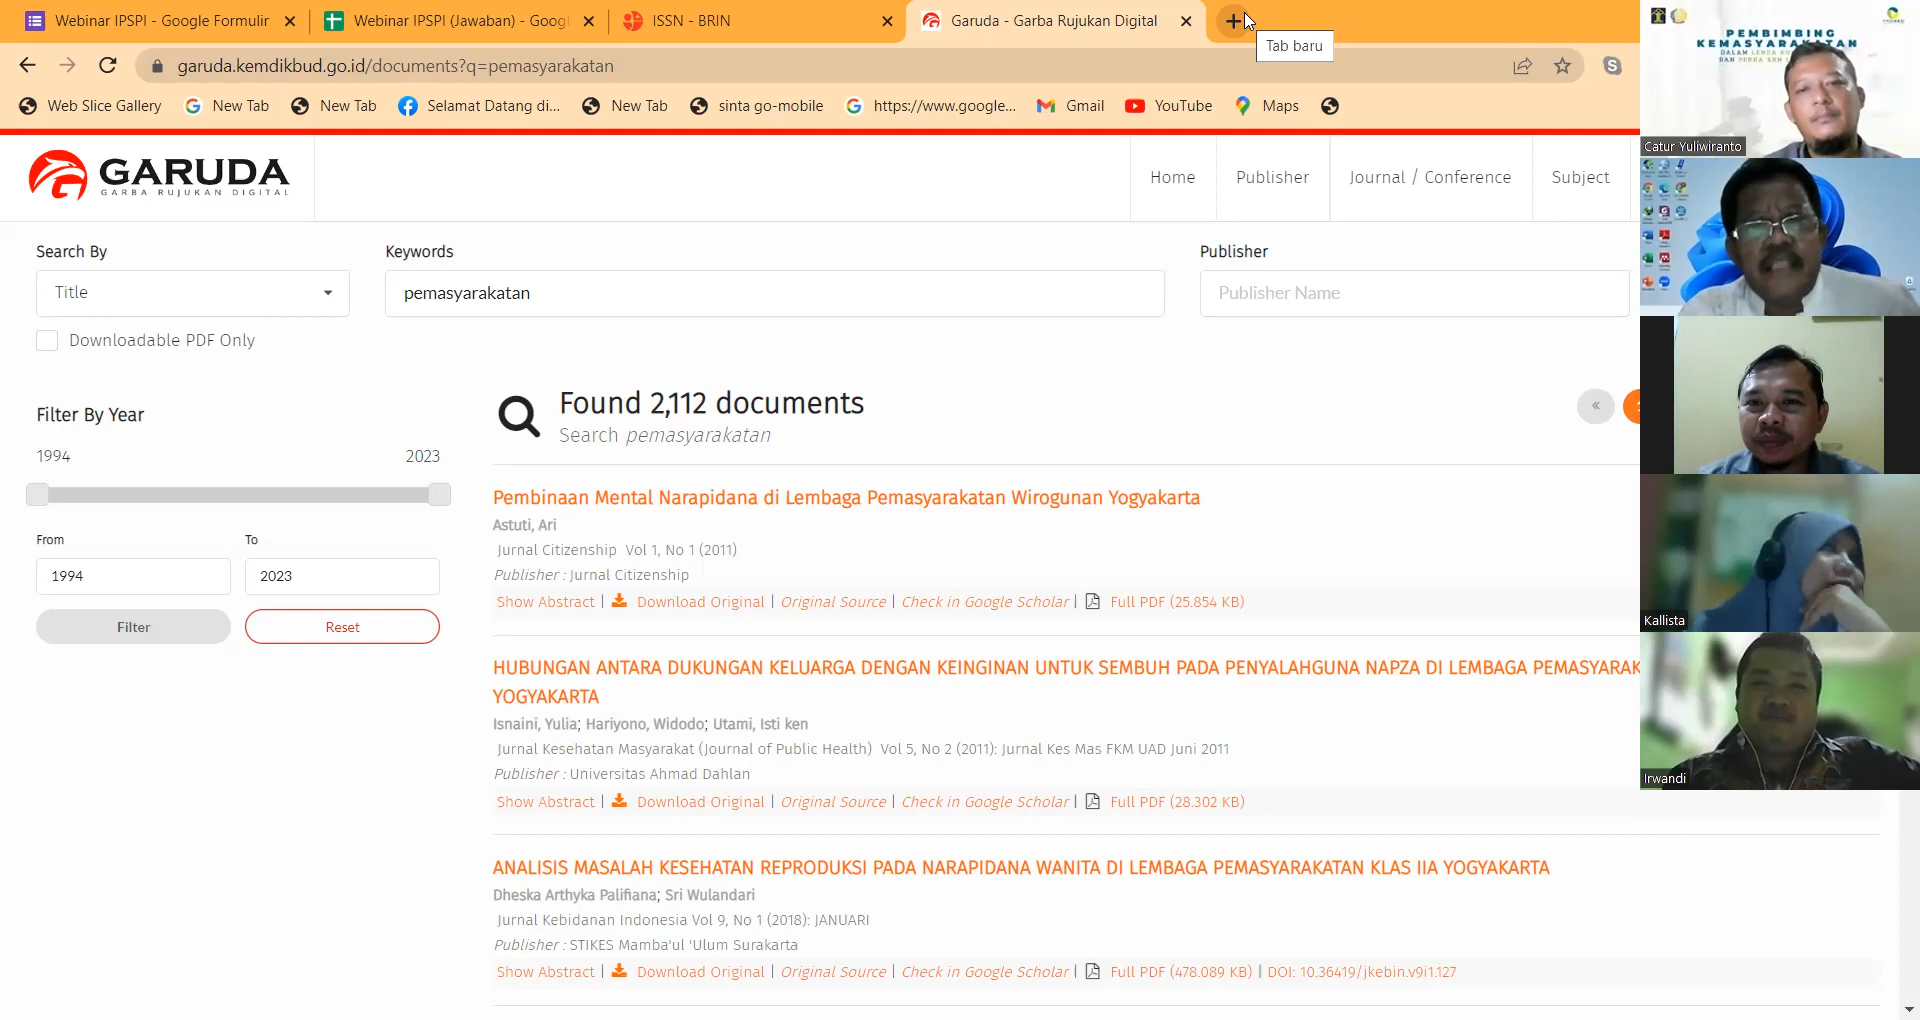 Webinar IPSPI - Google Formulir
Webinar IPSPI (Jawaban) - Googl
ISSN - BRIN
Garuda - Garba Rujukan Digital
Tab baru
garuda.kemdikbud.go.id/documents?q=pemasyarakatan
Web Slice Gallery
New Tab
New Tab
Selamat Datang di...
New Tab
sinta go-mobile
https://www.google...
Gmail
YouTube
Maps
GARUDA
GARBA RUJUKAN DIGITAL
Home
Publisher
Journal / Conference
Subject
Search By
Keywords
Publisher
Title
pemasyarakatan
Publisher Name
Downloadable PDF Only
Filter By Year
1994
2023
From
To
1994
2023
Filter
Reset
Found 2,112 documents
Search pemasyarakatan
«
Pembinaan Mental Narapidana di Lembaga Pemasyarakatan Wirogunan Yogyakarta
Astuti, Ari
Jurnal Citizenship Vol 1, No 1 (2011)
Publisher : Jurnal Citizenship
Show Abstract | Download Original | Original Source | Check in Google Scholar | Full PDF (25.854 KB)
HUBUNGAN ANTARA DUKUNGAN KELUARGA DENGAN KEINGINAN UNTUK SEMBUH PADA PENYALAHGUNA NAPZA DI LEMBAGA PEMASYARAK
YOGYAKARTA
Isnaini, Yulia; Hariyono, Widodo; Utami, Isti ken
Jurnal Kesehatan Masyarakat (Journal of Public Health) Vol 5, No 2 (2011): Jurnal Kes Mas FKM UAD Juni 2011
Publisher : Universitas Ahmad Dahlan
Show Abstract | Download Original | Original Source | Check in Google Scholar | Full PDF (28.302 KB)
ANALISIS MASALAH KESEHATAN REPRODUKSI PADA NARAPIDANA WANITA DI LEMBAGA PEMASYARAKATAN KLAS IIA YOGYAKARTA
Dheska Arthyka Palifiana; Sri Wulandari
Jurnal Kebidanan Indonesia Vol 9, No 1 (2018): JANUARI
Publisher : STIKES Mamba'ul 'Ulum Surakarta
Show Abstract | Download Original | Original Source | Check in Google Scholar | Full PDF (478.089 KB) | DOI: 10.36419/jkebin.v9i1.127
PEMBIMBING
KEMASYARAKATAN
Catur Yuliwiranto
Kallista
Irwandi